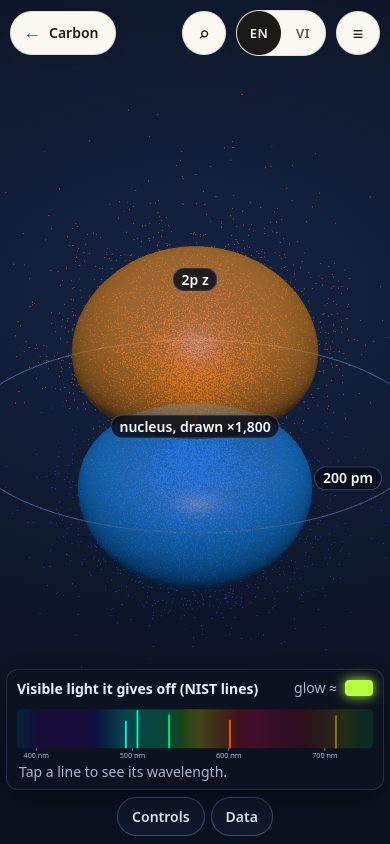 ← Carbon
⌕
EN VI
≡
2p z
nucleus, drawn ×1,800
200 pm
Visible light it gives off (NIST lines)
glow ≈
400 nm 500 nm 600 nm 700 nm
Tap a line to see its wavelength.
Controls Data